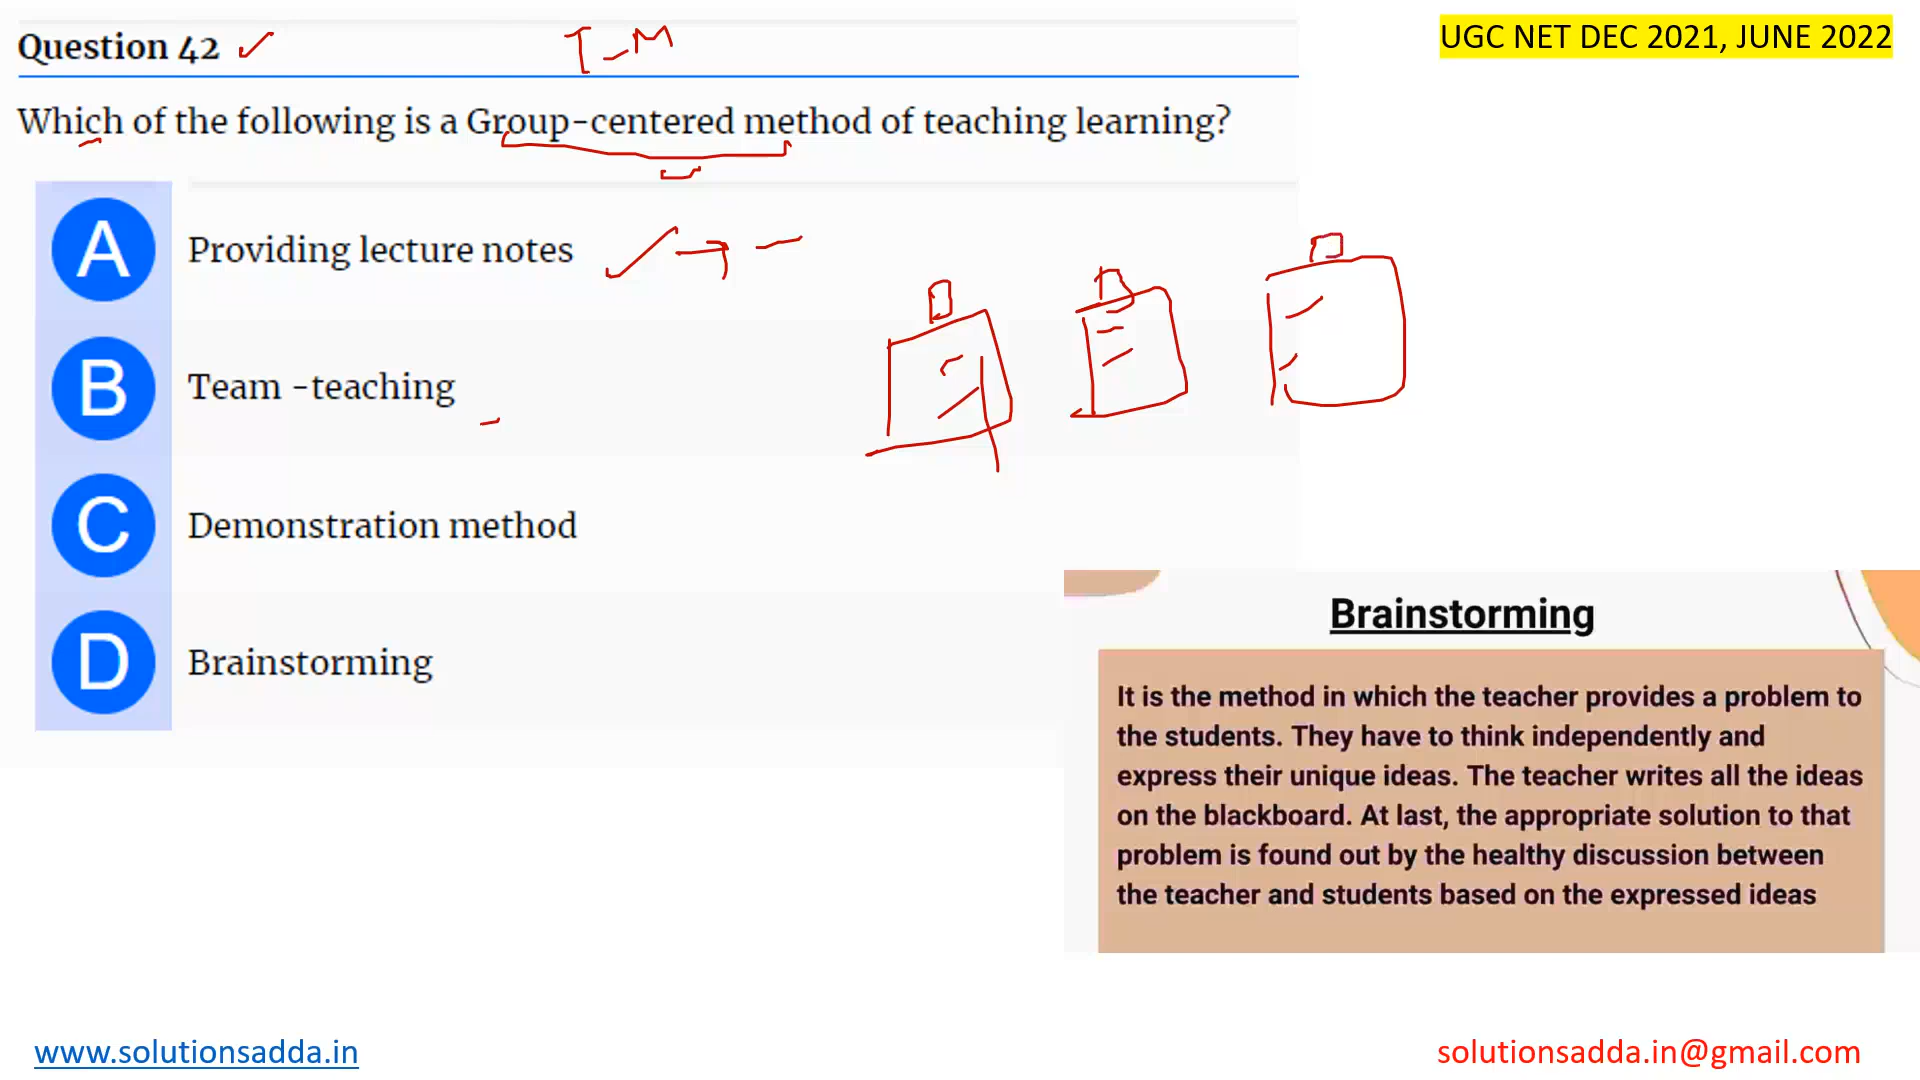 Question 42
T-M
UGC NET DEC 2021, JUNE 2022
Which of the following is a Group-centered method of teaching learning?
A Providing lecture notes
B Team -teaching
C Demonstration method
D Brainstorming
Brainstorming
It is the method in which the teacher provides a problem to
the students. They have to think independently and
express their unique ideas. The teacher writes all the ideas
on the blackboard. At last, the appropriate solution to that
problem is found out by the healthy discussion between
the teacher and students based on the expressed ideas
www.solutionsadda.in
solutionsadda.in@gmail.com